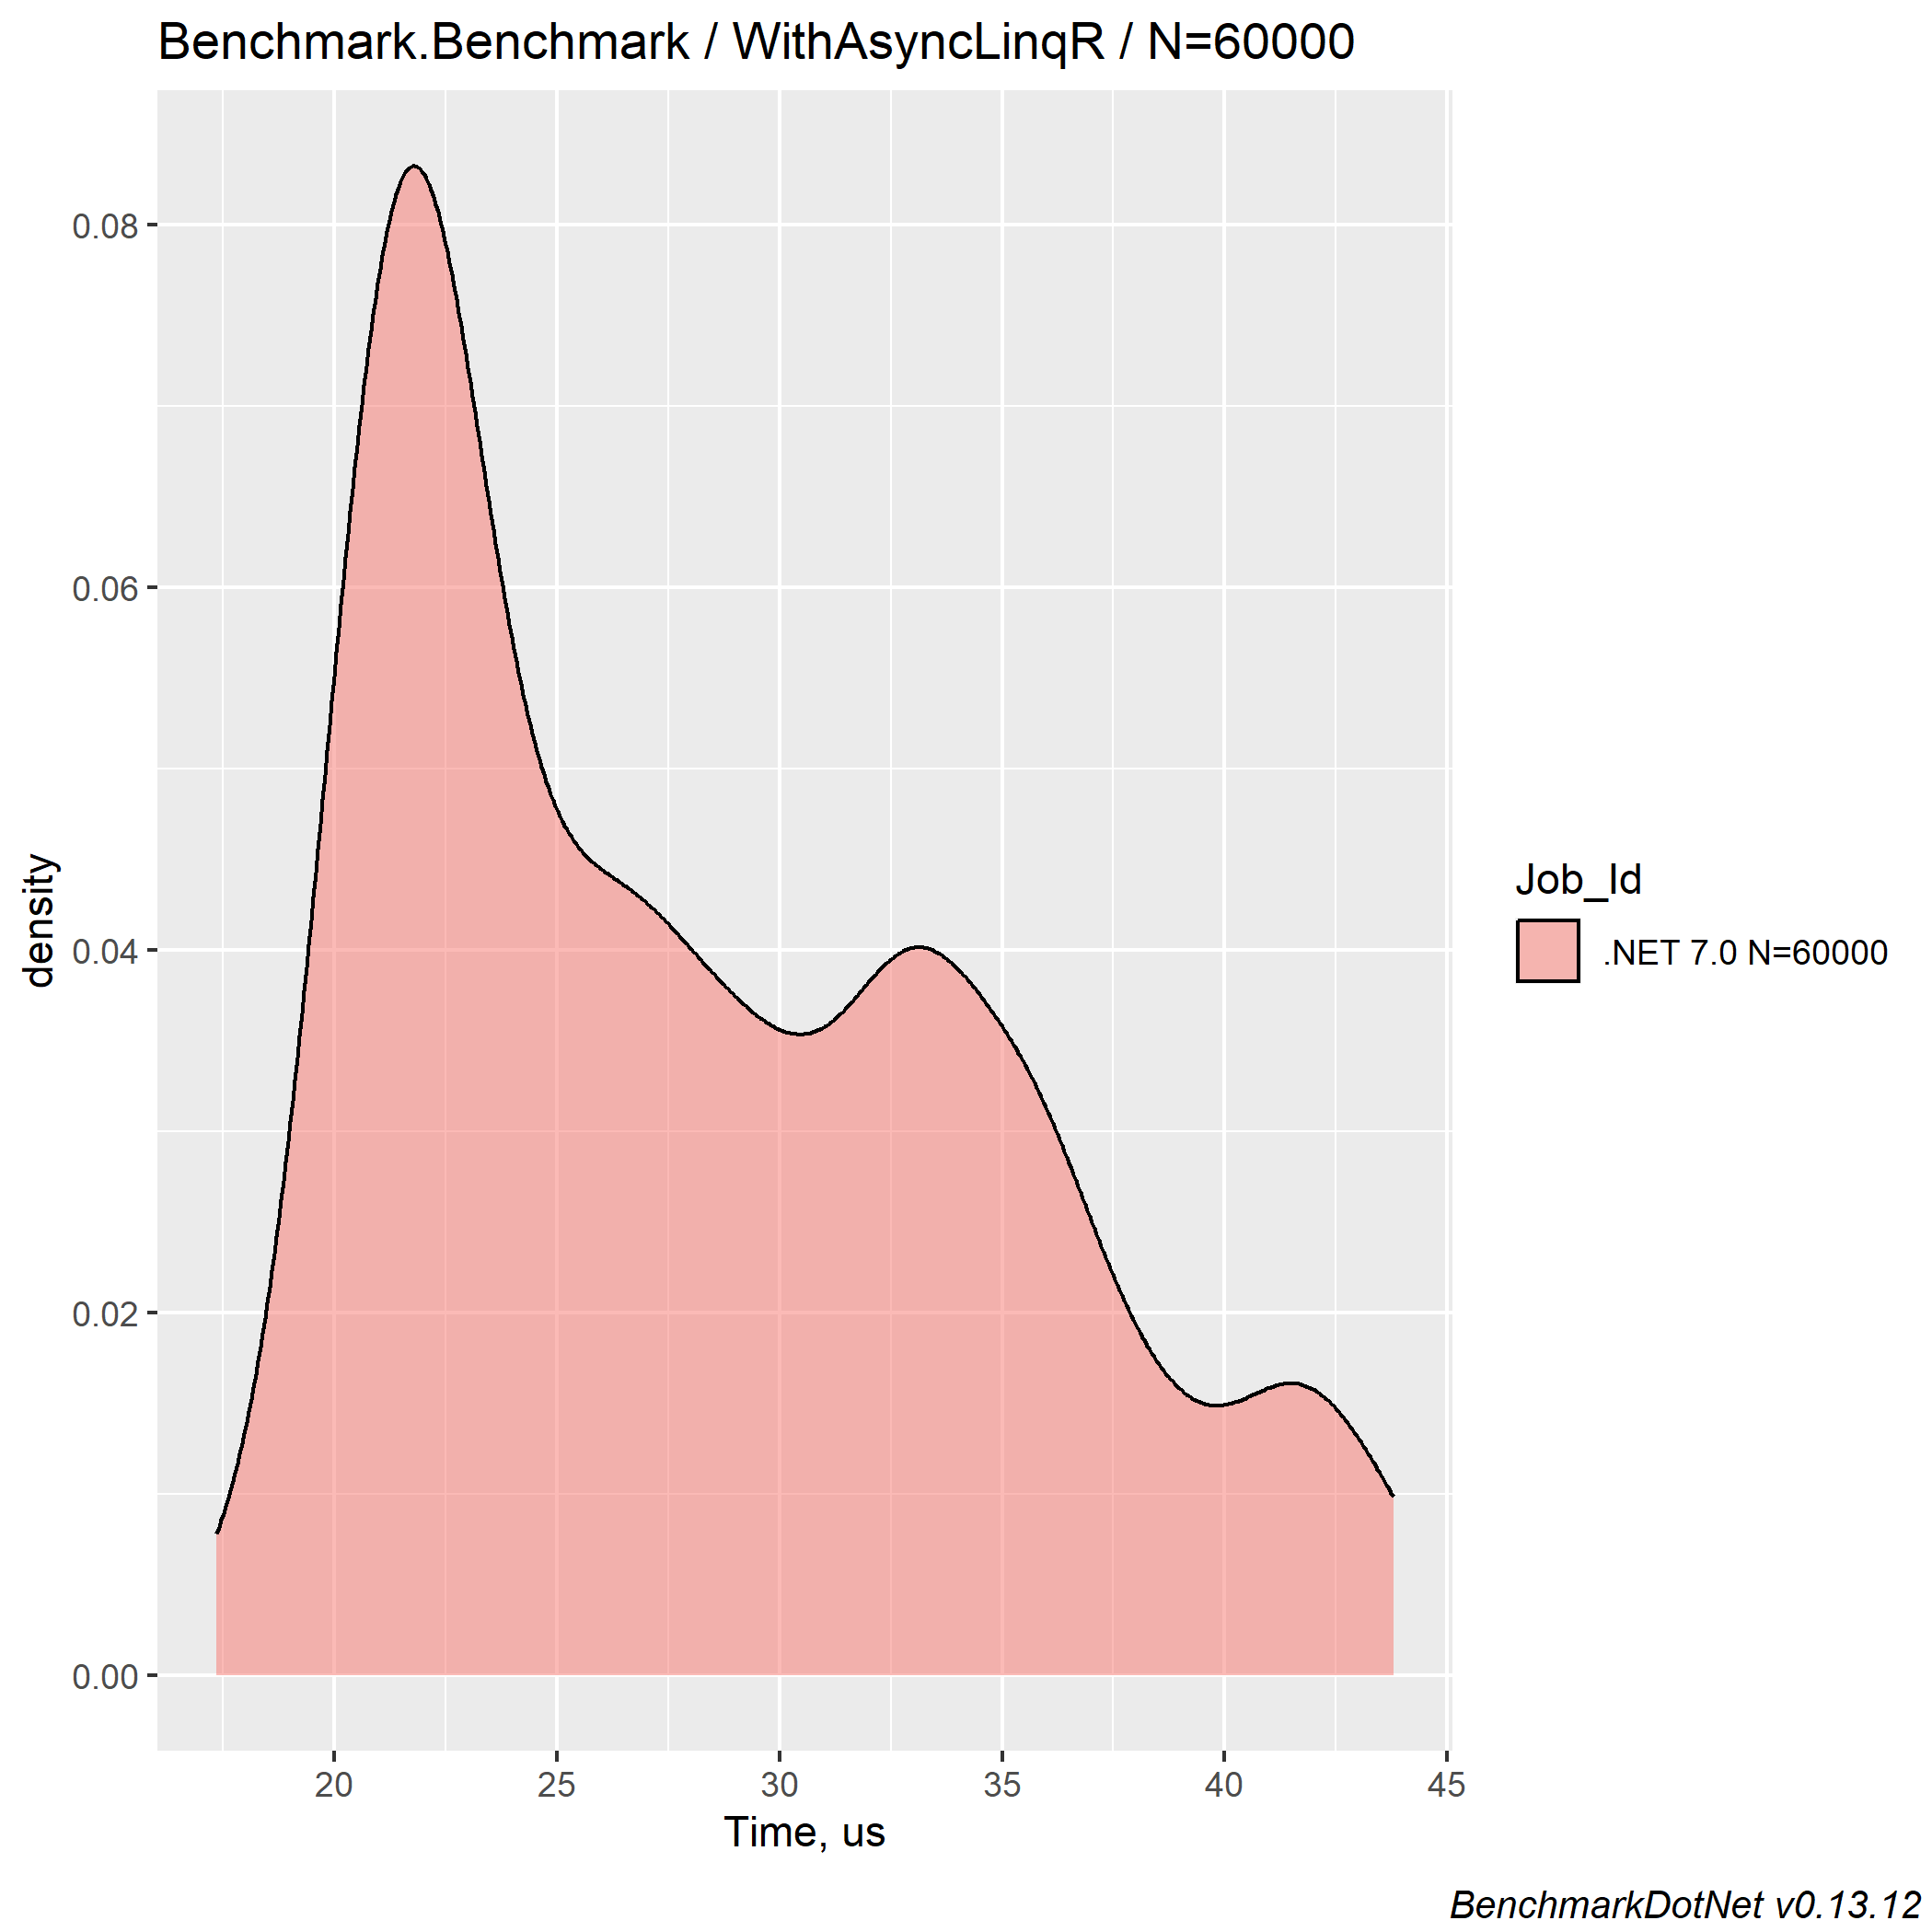 Benchmark.Benchmark / WithAsyncLinqR / N=60000
0.08
0.06
0.04
0.02
0.00
density
20 25 30 35 40 45
Time, us
Job_Id
.NET 7.0 N=60000
BenchmarkDotNet v0.13.12